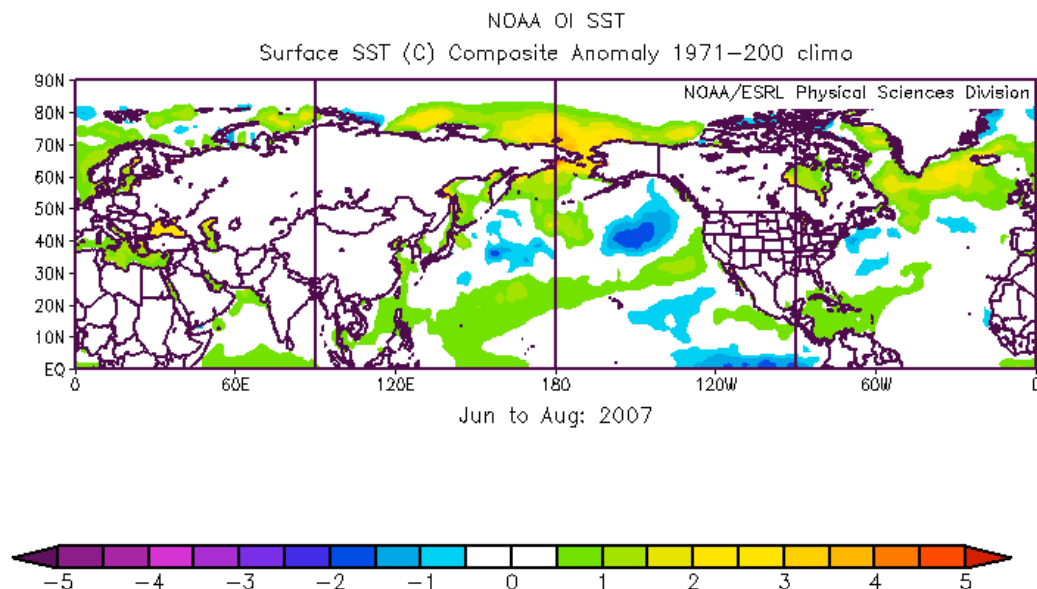 NOAA OI SST
Surface SST (C) Composite Anomaly 1971-200 climo
90N
NOAA/ESRL Physical Sciences Division
80N
70N
60N
50N
40N
30N
20N
10N
EQ
0 60E 120E 180 120W 60W 0
Jun to Aug: 2007
-5 -4 -3 -2 -1 0 1 2 3 4 5